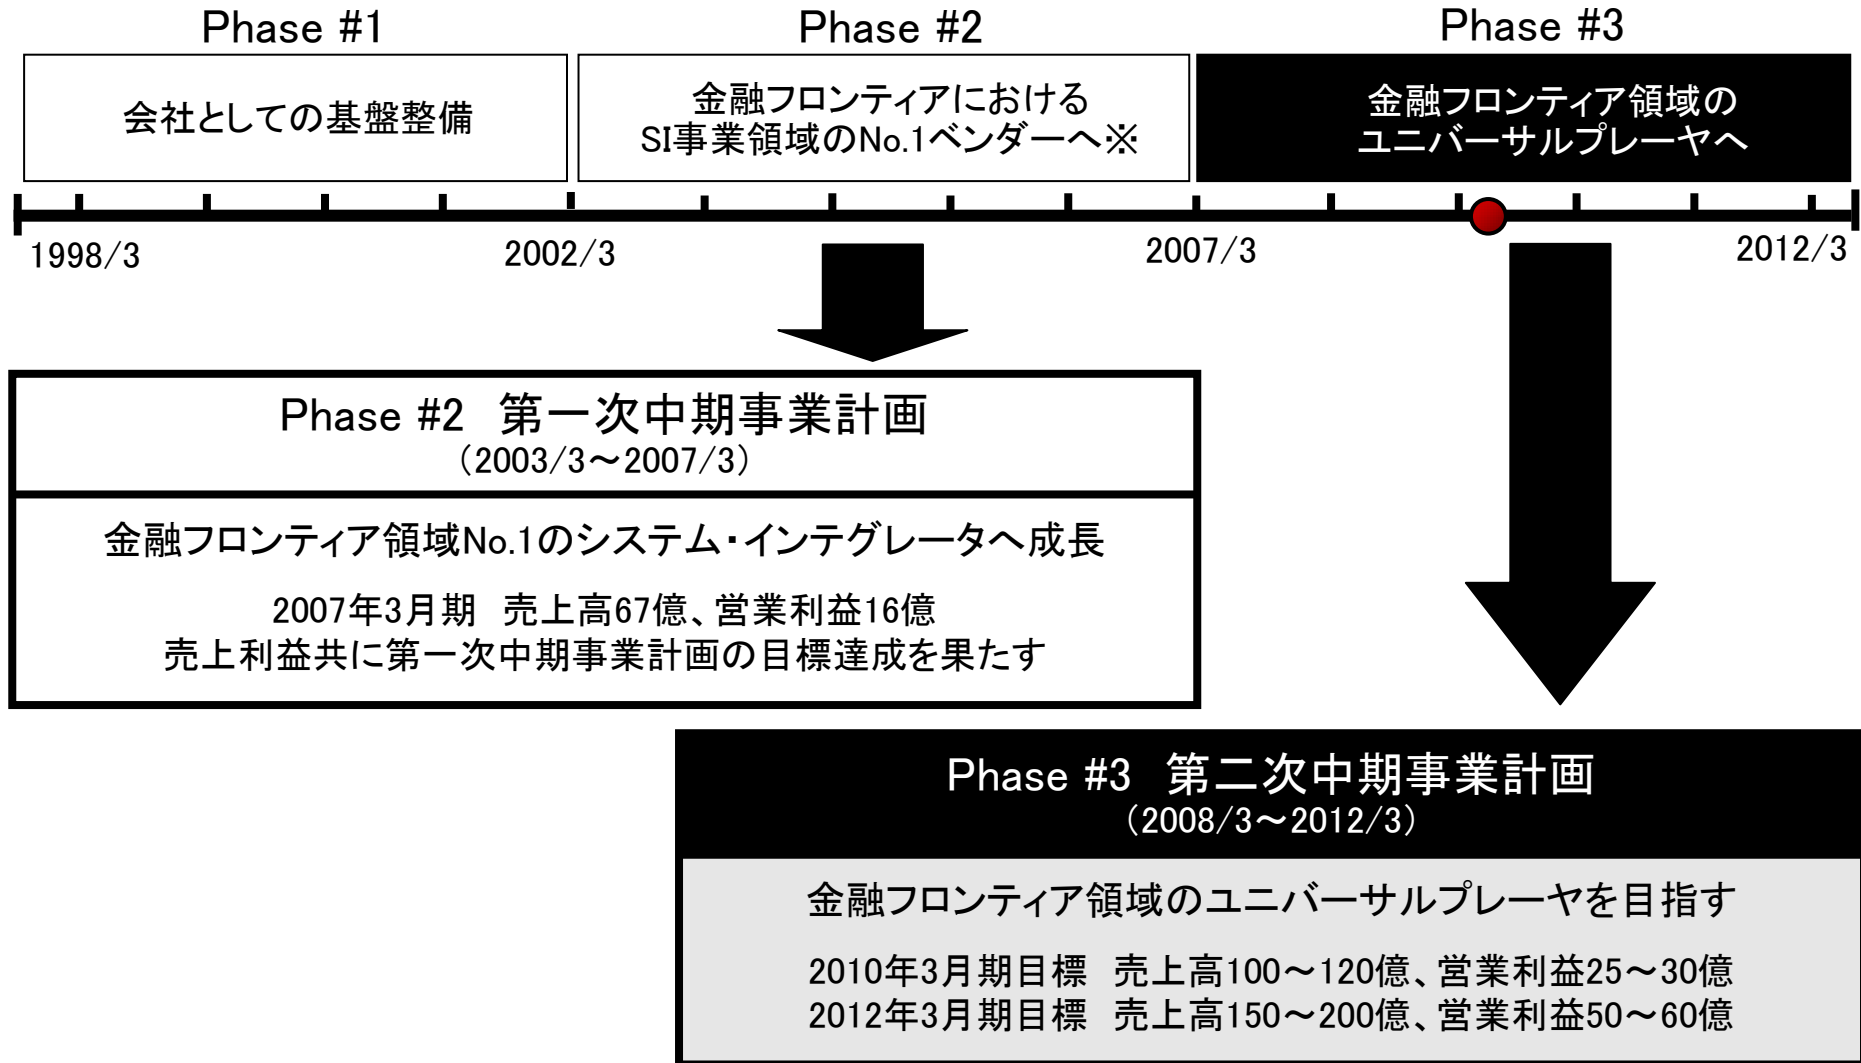 Phase #1
Phase #2
Phase #3
会社としての基盤整備
金融フロンティアにおける
SI事業領域のNo.1ベンダーへ※
金融フロンティア領域の
ユニバーサルプレーヤへ
1998/3
2002/3
2007/3
2012/3
Phase #2 第一次中期事業計画
（2003/3～2007/3）
金融フロンティア領域No.1のシステム・インテグレータへ成長
2007年3月期 売上高67億、営業利益16億
売上利益共に第一次中期事業計画の目標達成を果たす
Phase #3 第二次中期事業計画
（2008/3～2012/3）
金融フロンティア領域のユニバーサルプレーヤを目指す
2010年3月期目標 売上高100～120億、営業利益25～30億
2012年3月期目標 売上高150～200億、営業利益50～60億